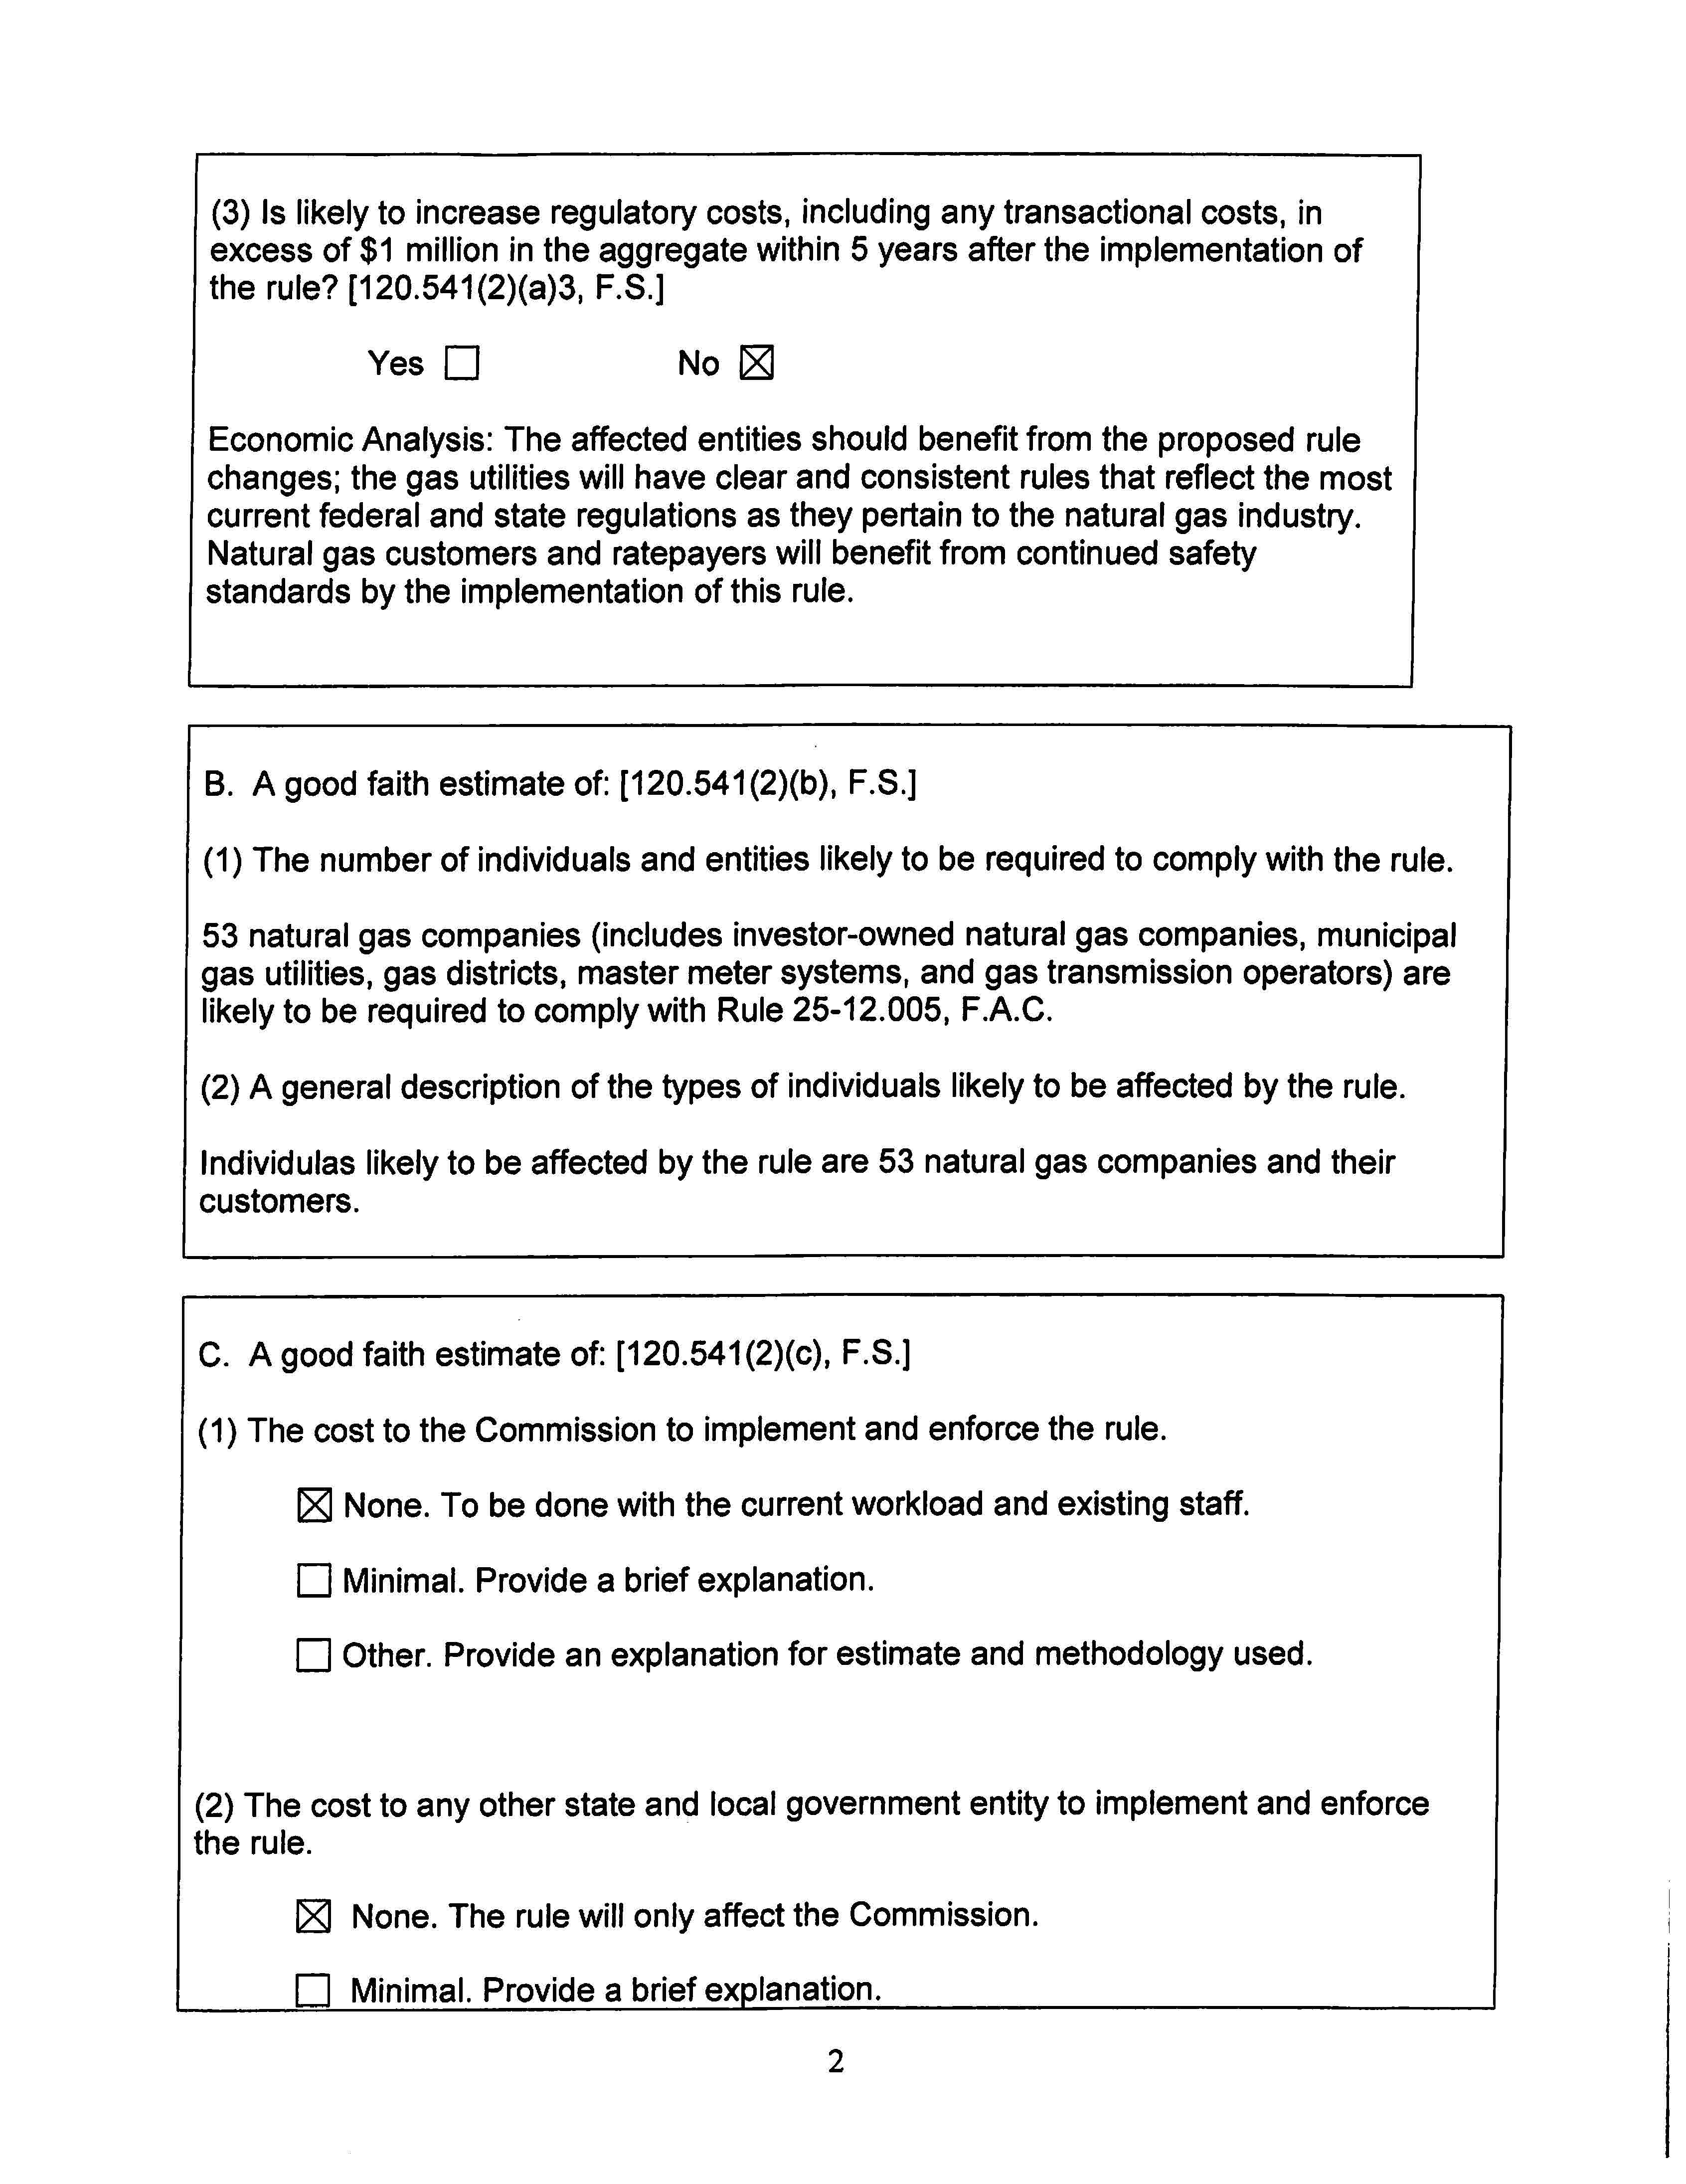 (3) Is likely to increase regulatory costs, including any transactional costs, in
excess of $1 million in the aggregate within 5 years after the implementation of
the rule? [120.541(2)(a)3, F.S.]
Yes ☐ No ☒
Economic Analysis: The affected entities should benefit from the proposed rule
changes; the gas utilities will have clear and consistent rules that reflect the most
current federal and state regulations as they pertain to the natural gas industry.
Natural gas customers and ratepayers will benefit from continued safety
standards by the implementation of this rule.
B. A good faith estimate of: [120.541(2)(b), F.S.]
(1) The number of individuals and entities likely to be required to comply with the rule.
53 natural gas companies (includes investor-owned natural gas companies, municipal
gas utilities, gas districts, master meter systems, and gas transmission operators) are
likely to be required to comply with Rule 25-12.005, F.A.C.
(2) A general description of the types of individuals likely to be affected by the rule.
Individulas likely to be affected by the rule are 53 natural gas companies and their
customers.
C. A good faith estimate of: [120.541(2)(c), F.S.]
(1) The cost to the Commission to implement and enforce the rule.
☒ None. To be done with the current workload and existing staff.
☐ Minimal. Provide a brief explanation.
☐ Other. Provide an explanation for estimate and methodology used.
(2) The cost to any other state and local government entity to implement and enforce
the rule.
☒ None. The rule will only affect the Commission.
☐ Minimal. Provide a brief explanation.
2